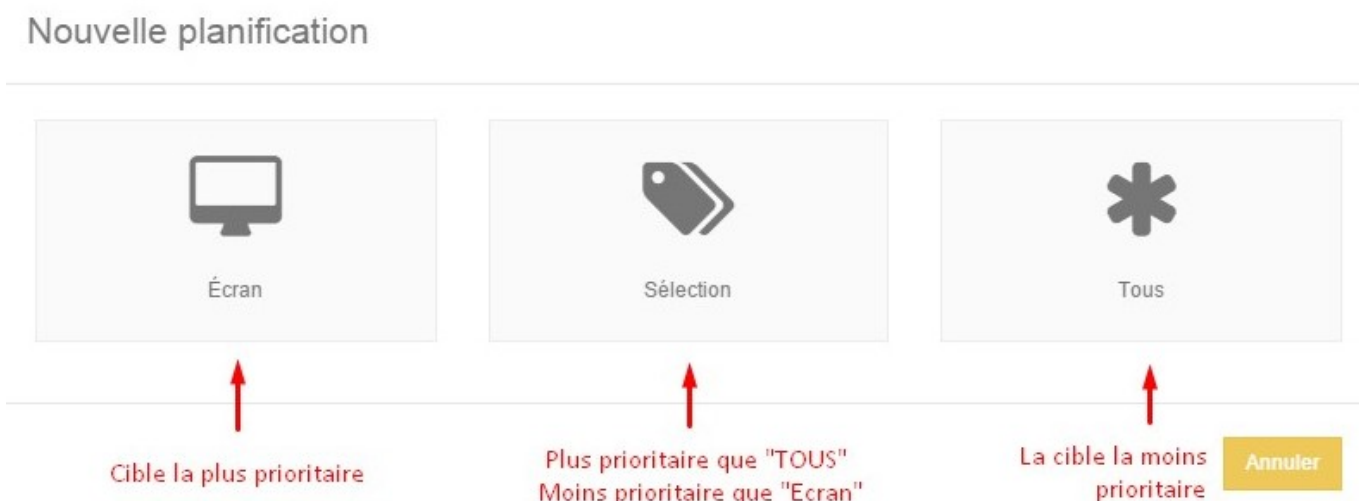 Nouvelle planification
Écran
Sélection
Tous
Cible la plus prioritaire
Plus prioritaire que "TOUS"
Moins prioritaire que "Ecran"
La cible la moins
prioritaire
Annuler